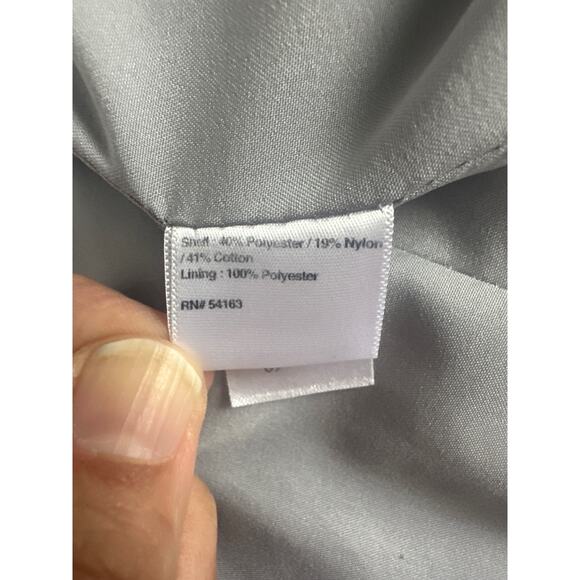 Shell : 40% Polyester / 19% Nylon
/ 41% Cotton
Lining : 100% Polyester
RN# 54163